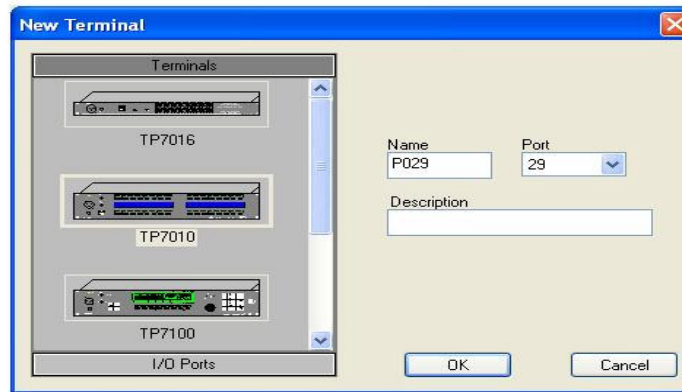 New Terminal
Terminals
TP7016
TP7010
TP7100
I/O Ports
Name
Port
P029
29
Description
OK
Cancel